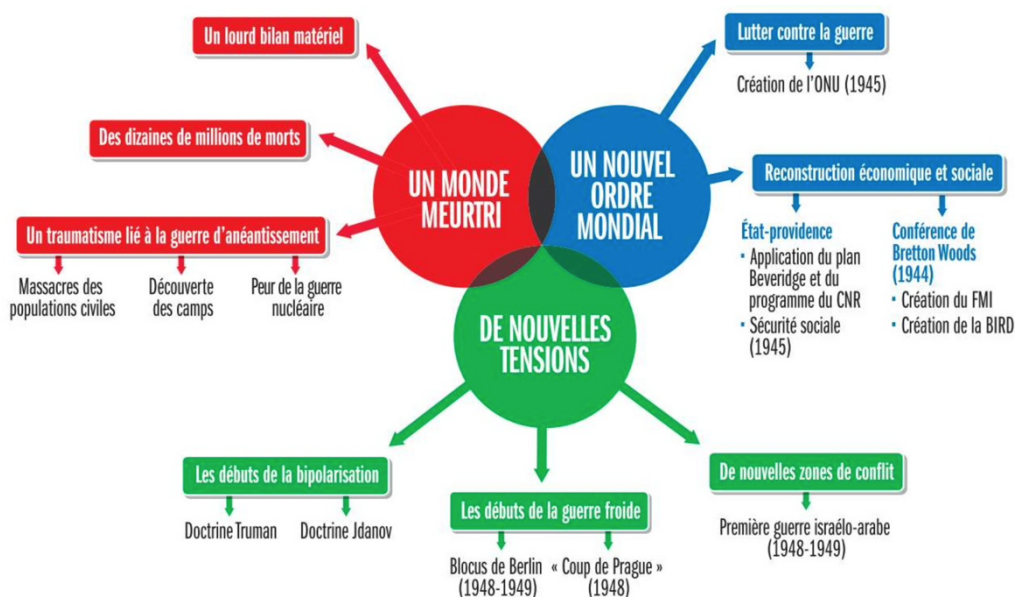 Un lourd bilan matériel
Des dizaines de millions de morts
Un traumatisme lié à la guerre d'anéantissement
Massacres des
populations civiles
Découverte
des camps
Peur de la guerre
nucléaire
UN MONDE
MEURTRI
UN NOUVEL
ORDRE
MONDIAL
Lutter contre la guerre
Création de l'ONU (1945)
Reconstruction économique et sociale
État-providence
• Application du plan
Beveridge et du
programme du CNR
• Sécurité sociale
(1945)
Conférence de
Bretton Woods
(1944)
• Création du FMI
• Création de la BIRD
DE NOUVELLES
TENSIONS
Les débuts de la bipolarisation
Doctrine Truman
Doctrine Jdanov
Les débuts de la guerre froide
Blocus de Berlin
(1948-1949)
« Coup de Prague »
(1948)
De nouvelles zones de conflit
Première guerre israélo-arabe
(1948-1949)